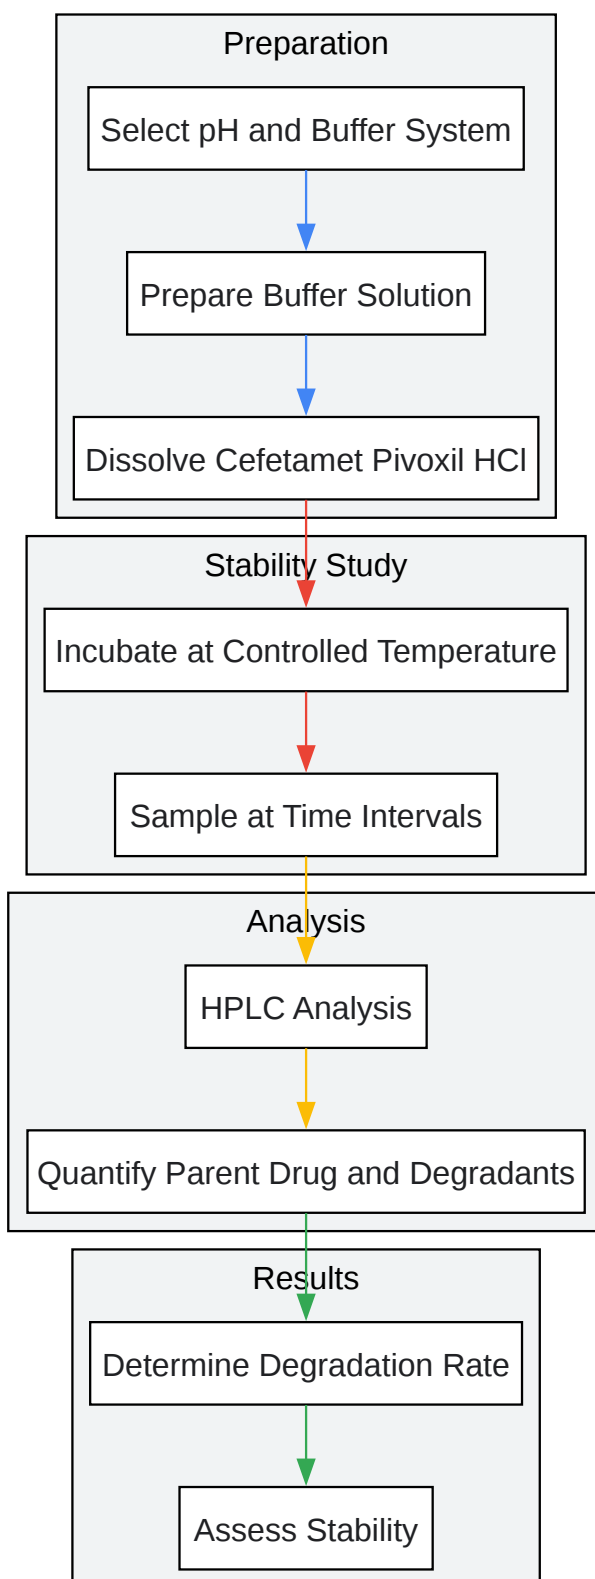 Preparation
Select pH and Buffer System
Prepare Buffer Solution
Dissolve Cefetamet Pivoxil HCl
Stability Study
Incubate at Controlled Temperature
Sample at Time Intervals
Analysis
HPLC Analysis
Quantify Parent Drug and Degradants
Results
Determine Degradation Rate
Assess Stability